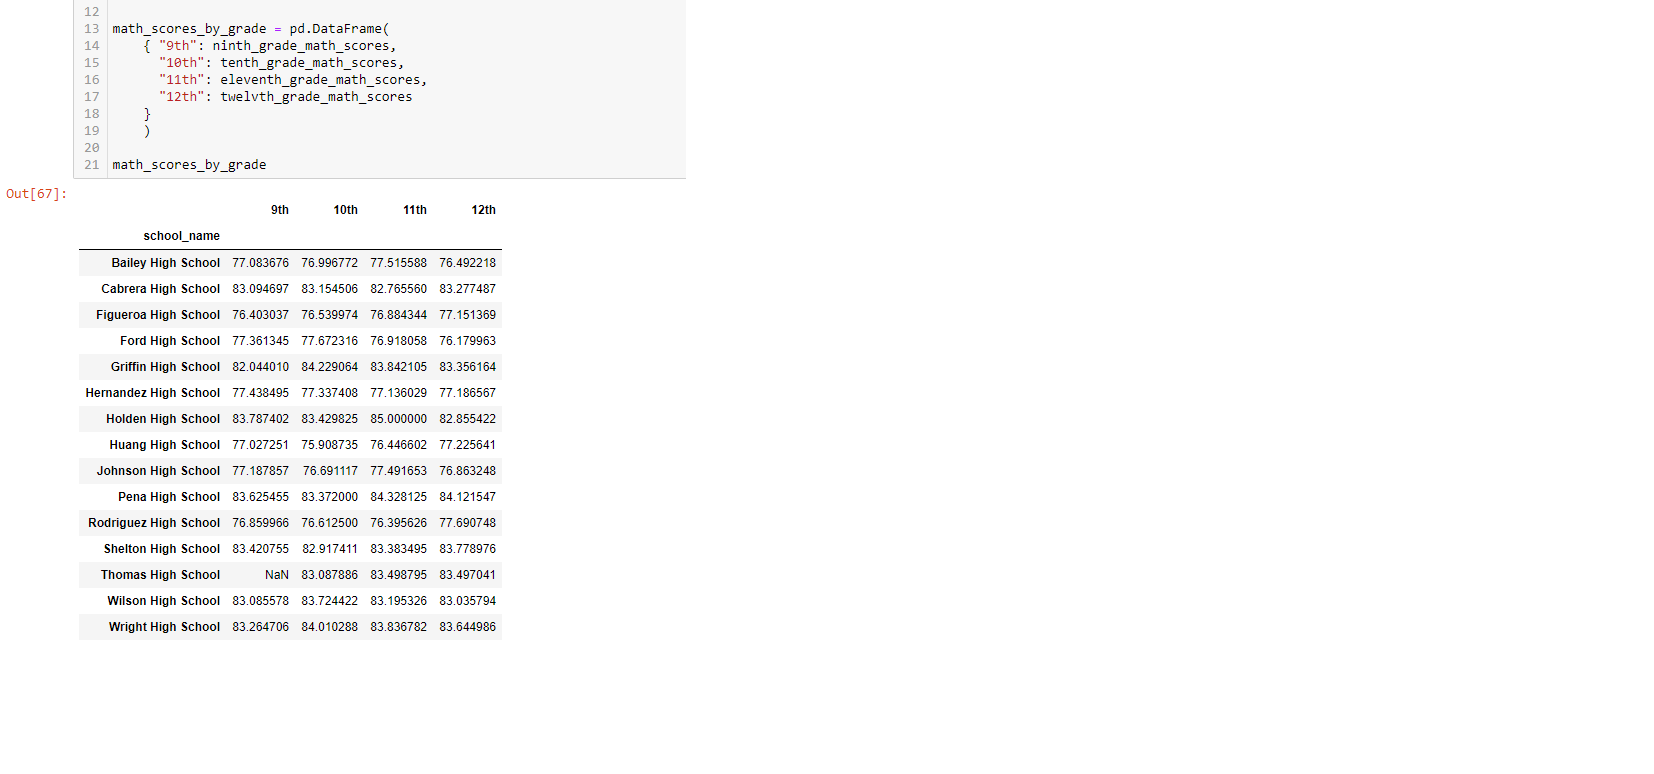 12
13 math_scores_by_grade = pd.DataFrame(
14 { "9th": ninth_grade_math_scores,
15 "10th": tenth_grade_math_scores,
16 "11th": eleventh_grade_math_scores,
17 "12th": twelvth_grade_math_scores
18 }
19 )
20
21 math_scores_by_grade
Out[67]:
9th 10th 11th 12th
school_name
Bailey High School 77.083676 76.996772 77.515588 76.492218
Cabrera High School 83.094697 83.154506 82.765560 83.277487
Figueroa High School 76.403037 76.539974 76.884344 77.151369
Ford High School 77.361345 77.672316 76.918058 76.179963
Griffin High School 82.044010 84.229064 83.842105 83.356164
Hernandez High School 77.438495 77.337408 77.136029 77.186567
Holden High School 83.787402 83.429825 85.000000 82.855422
Huang High School 77.027251 75.908735 76.446602 77.225641
Johnson High School 77.187857 76.691117 77.491653 76.863248
Pena High School 83.625455 83.372000 84.328125 84.121547
Rodriguez High School 76.859966 76.612500 76.395626 77.690748
Shelton High School 83.420755 82.917411 83.383495 83.778976
Thomas High School NaN 83.087886 83.498795 83.497041
Wilson High School 83.085578 83.724422 83.195326 83.035794
Wright High School 83.264706 84.010288 83.836782 83.644986